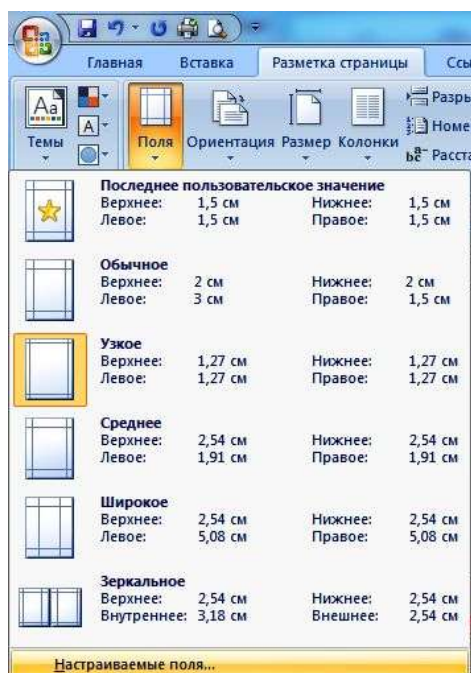 Главная Вставка Разметка страницы Ссы
Aa
A
Темы Поля Ориентация Размер Колонки
Разры
Номе
Расста
Последнее пользовательское значение
Верхнее: 1,5 см Нижнее: 1,5 см
Левое: 1,5 см Правое: 1,5 см
Обычное
Верхнее: 2 см Нижнее: 2 см
Левое: 3 см Правое: 1,5 см
Узкое
Верхнее: 1,27 см Нижнее: 1,27 см
Левое: 1,27 см Правое: 1,27 см
Среднее
Верхнее: 2,54 см Нижнее: 2,54 см
Левое: 1,91 см Правое: 1,91 см
Широкое
Верхнее: 2,54 см Нижнее: 2,54 см
Левое: 5,08 см Правое: 5,08 см
Зеркальное
Верхнее: 2,54 см Нижнее: 2,54 см
Внутреннее: 3,18 см Внешнее: 2,54 см
Настраиваемые поля...